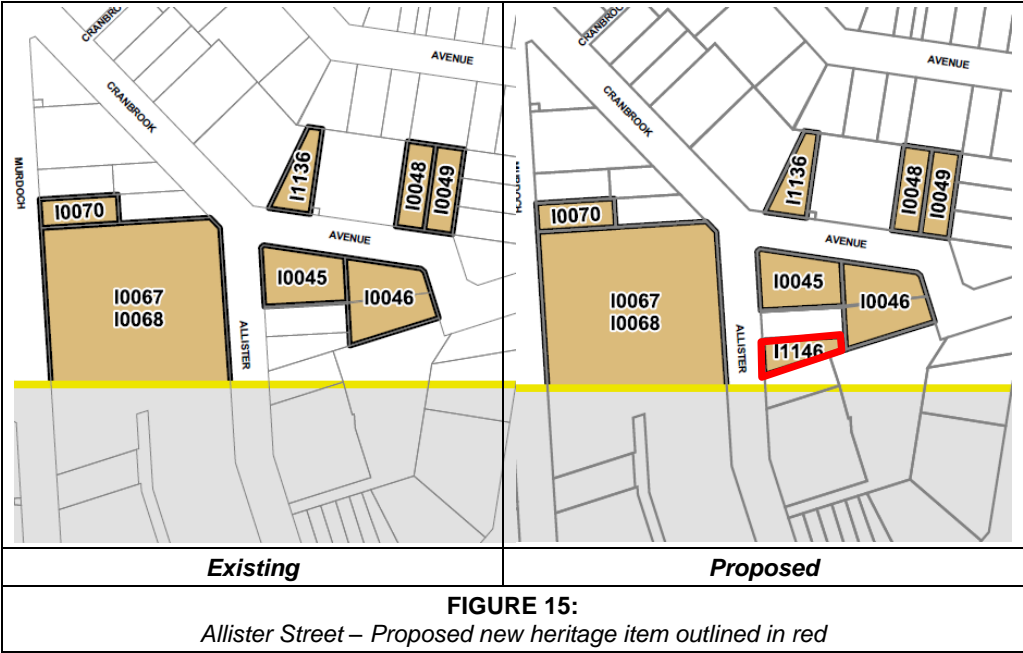 CRANBROO
AVENUE
CRANBROOK
MURDOCH
I1136
I0048
I0049
I0070
AVENUE
I0045
I0067
I0068
I0046
ALLISTER
CRANBROO
AVENUE
CRANBROOK
I1136
I0048
I0049
I0070
AVENUE
I0045
I0067
I0068
I0046
ALLISTER
I1146
Existing
Proposed
FIGURE 15:
Allister Street – Proposed new heritage item outlined in red